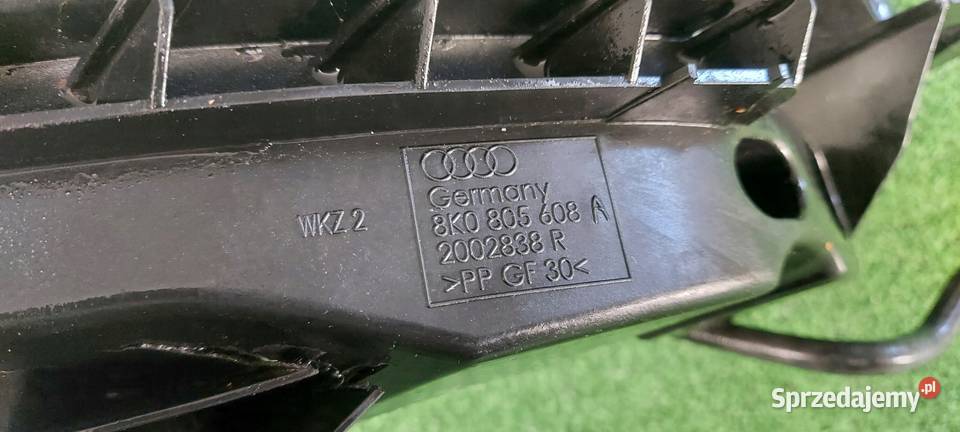 WKZ 2
Germany
8K0 805 608 A
2002838 R
>PP GF 30<
Sprzedajemy.pl